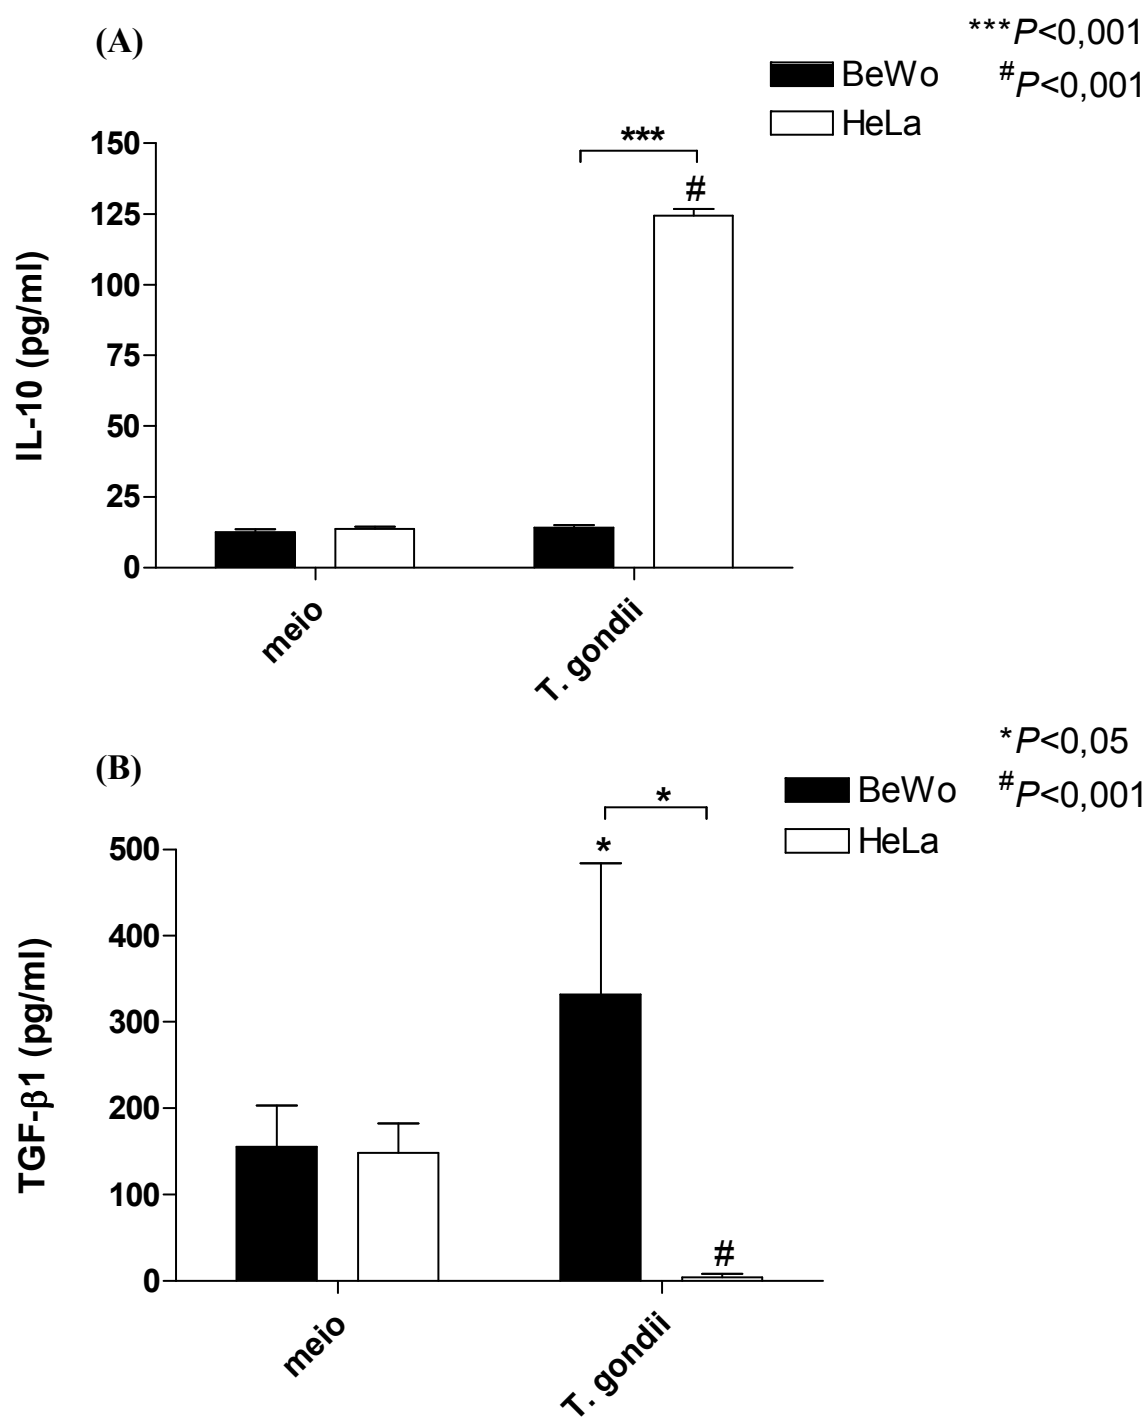 (A)
***P<0,001
#P<0,001
BeWo
HeLa
***
#
150
125
100
75
50
25
0
IL-10 (pg/ml)
meio
T. gondii
(B)
*P<0,05
#P<0,001
BeWo
HeLa
*
*
#
500
400
300
200
100
0
TGF-β1 (pg/ml)
meio
T. gondii